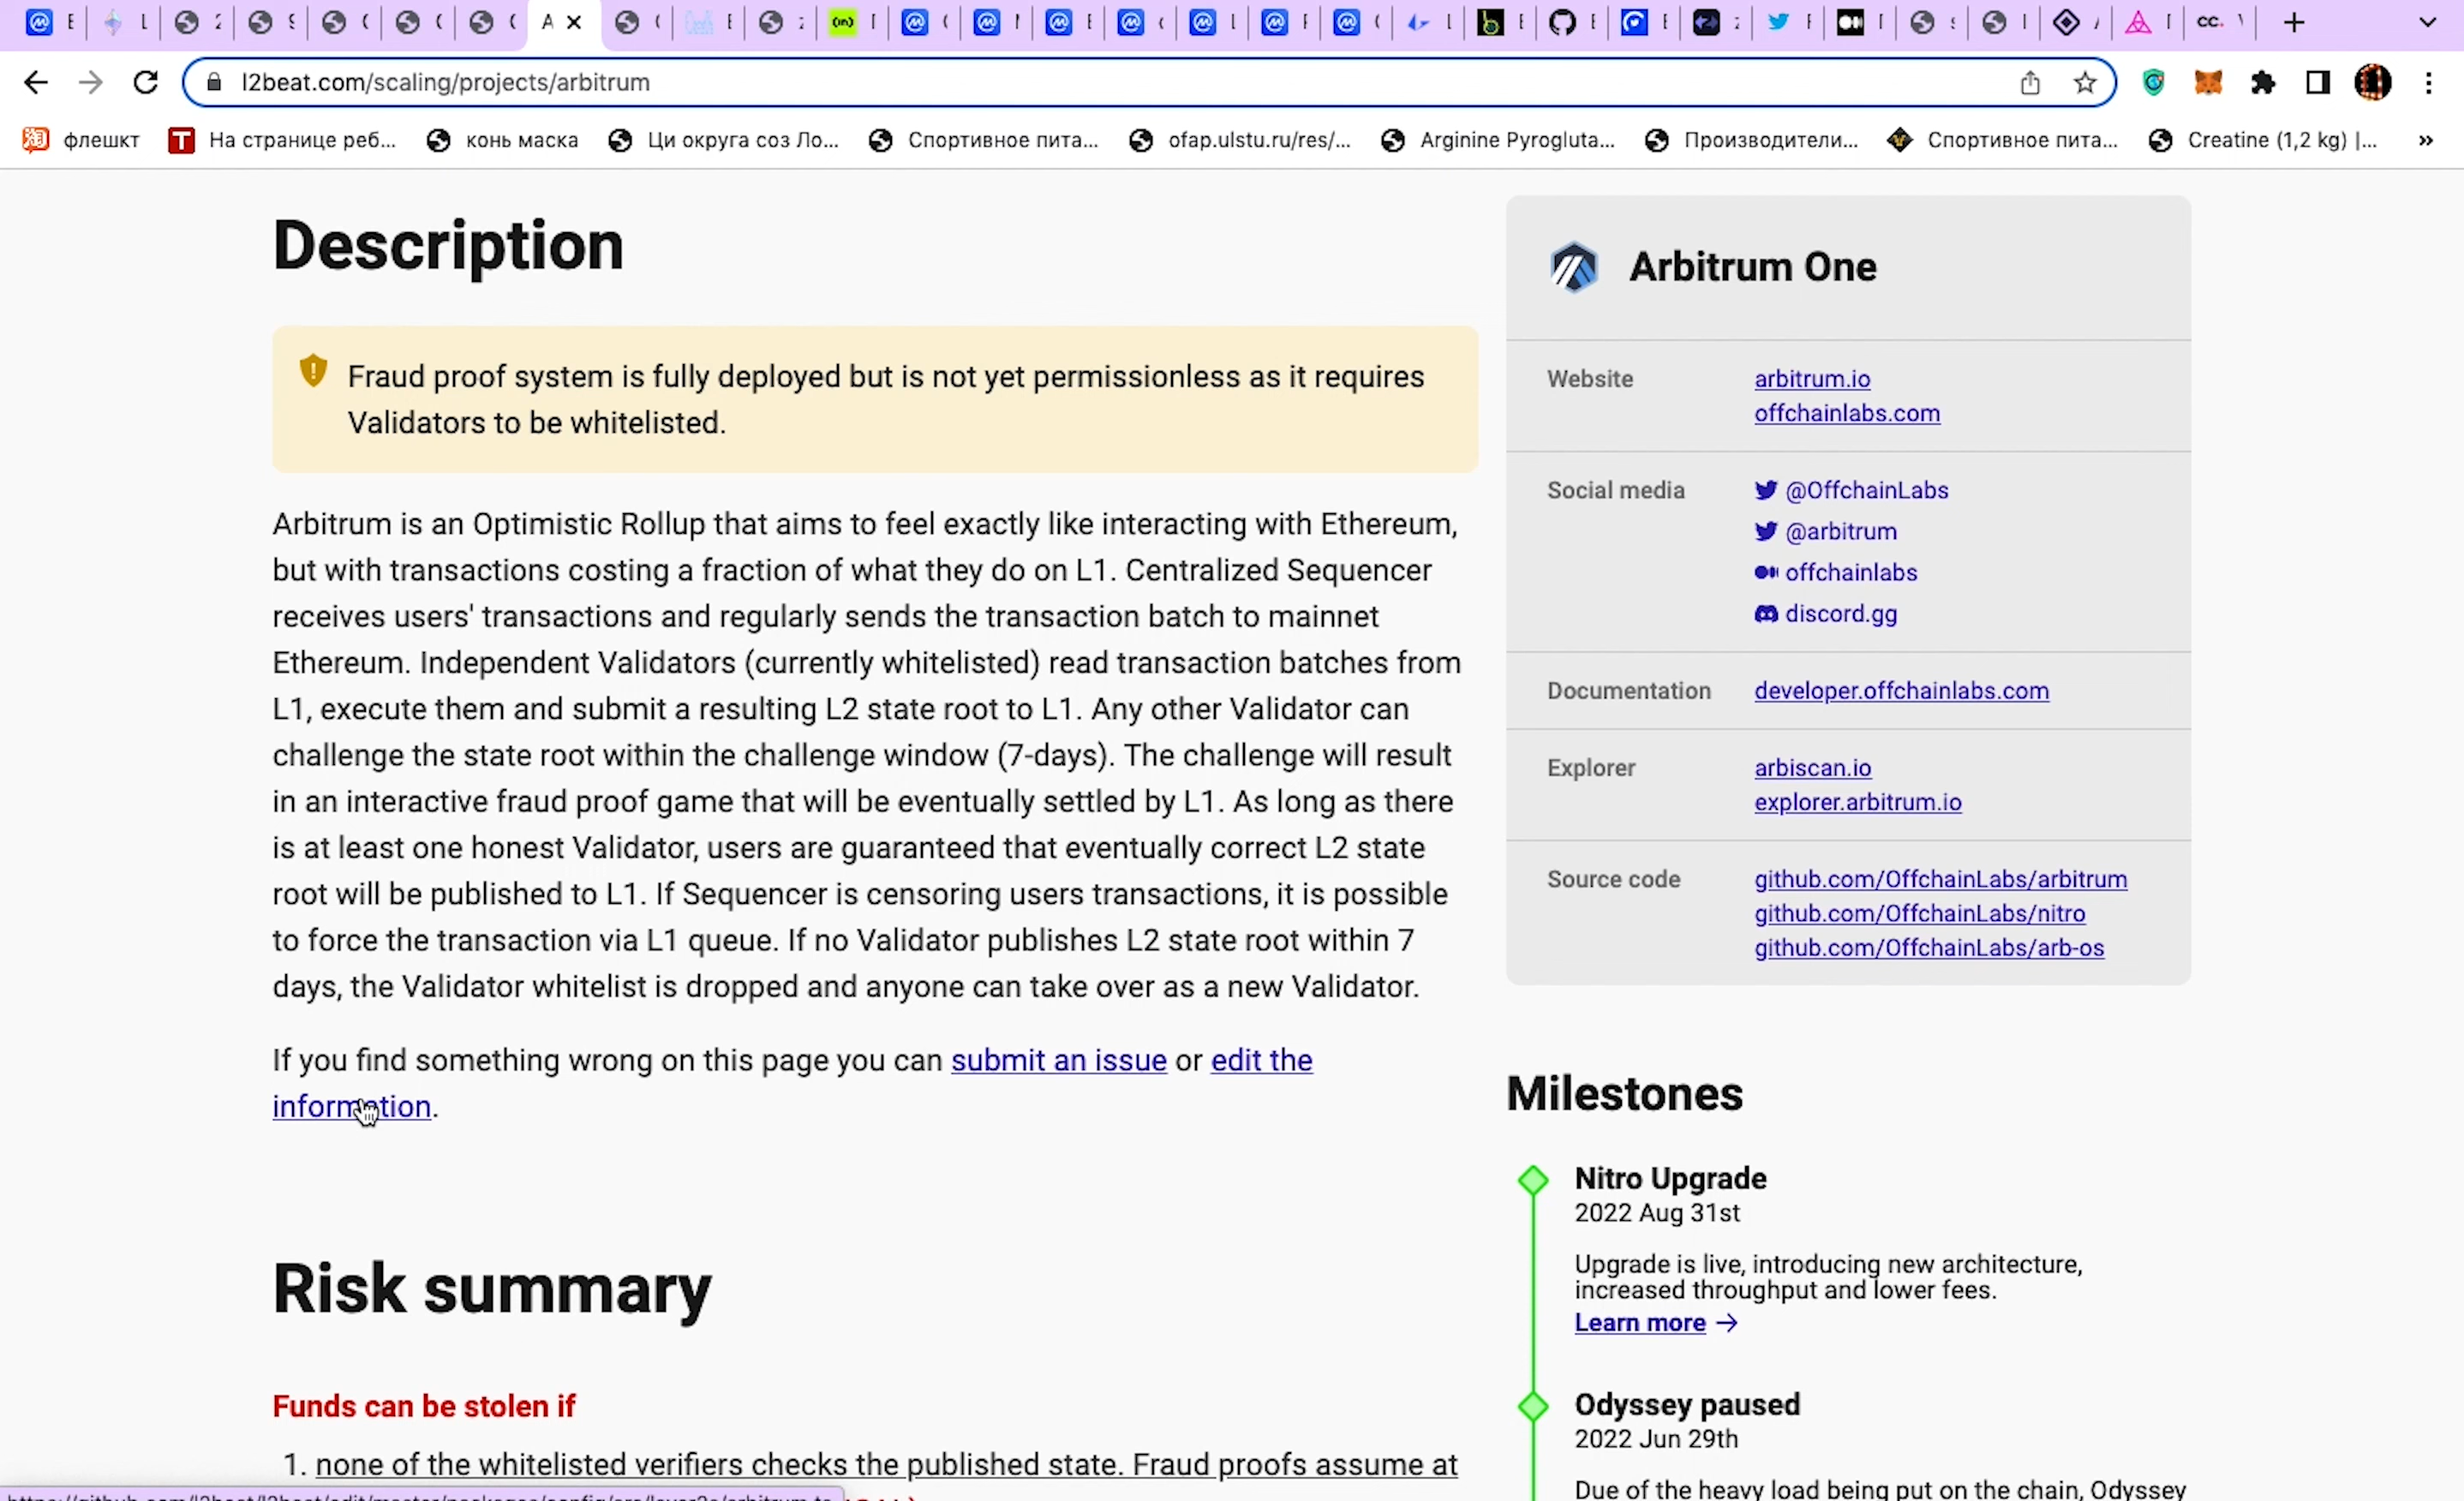 l2beat.com/scaling/projects/arbitrum
флешкт
На странице реб...
конь маска
Ци округа соз Ло...
Спортивное пита...
ofap.ulstu.ru/res/...
Arginine Pyrogluta...
Производители...
Спортивное пита...
Creatine (1,2 kg) |...
»
Description
Fraud proof system is fully deployed but is not yet permissionless as it requires
Validators to be whitelisted.
Arbitrum is an Optimistic Rollup that aims to feel exactly like interacting with Ethereum,
but with transactions costing a fraction of what they do on L1. Centralized Sequencer
receives users' transactions and regularly sends the transaction batch to mainnet
Ethereum. Independent Validators (currently whitelisted) read transaction batches from
L1, execute them and submit a resulting L2 state root to L1. Any other Validator can
challenge the state root within the challenge window (7-days). The challenge will result
in an interactive fraud proof game that will be eventually settled by L1. As long as there
is at least one honest Validator, users are guaranteed that eventually correct L2 state
root will be published to L1. If Sequencer is censoring users transactions, it is possible
to force the transaction via L1 queue. If no Validator publishes L2 state root within 7
days, the Validator whitelist is dropped and anyone can take over as a new Validator.
If you find something wrong on this page you can submit an issue or edit the
information.
Risk summary
Funds can be stolen if
1. none of the whitelisted verifiers checks the published state. Fraud proofs assume at
Arbitrum One
Website
arbitrum.io
offchainlabs.com
Social media
@OffchainLabs
@arbitrum
offchainlabs
discord.gg
Documentation
developer.offchainlabs.com
Explorer
arbiscan.io
explorer.arbitrum.io
Source code
github.com/OffchainLabs/arbitrum
github.com/OffchainLabs/nitro
github.com/OffchainLabs/arb-os
Milestones
Nitro Upgrade
2022 Aug 31st
Upgrade is live, introducing new architecture,
increased throughput and lower fees.
Learn more →
Odyssey paused
2022 Jun 29th
Due of the heavy load being put on the chain, Odyssey